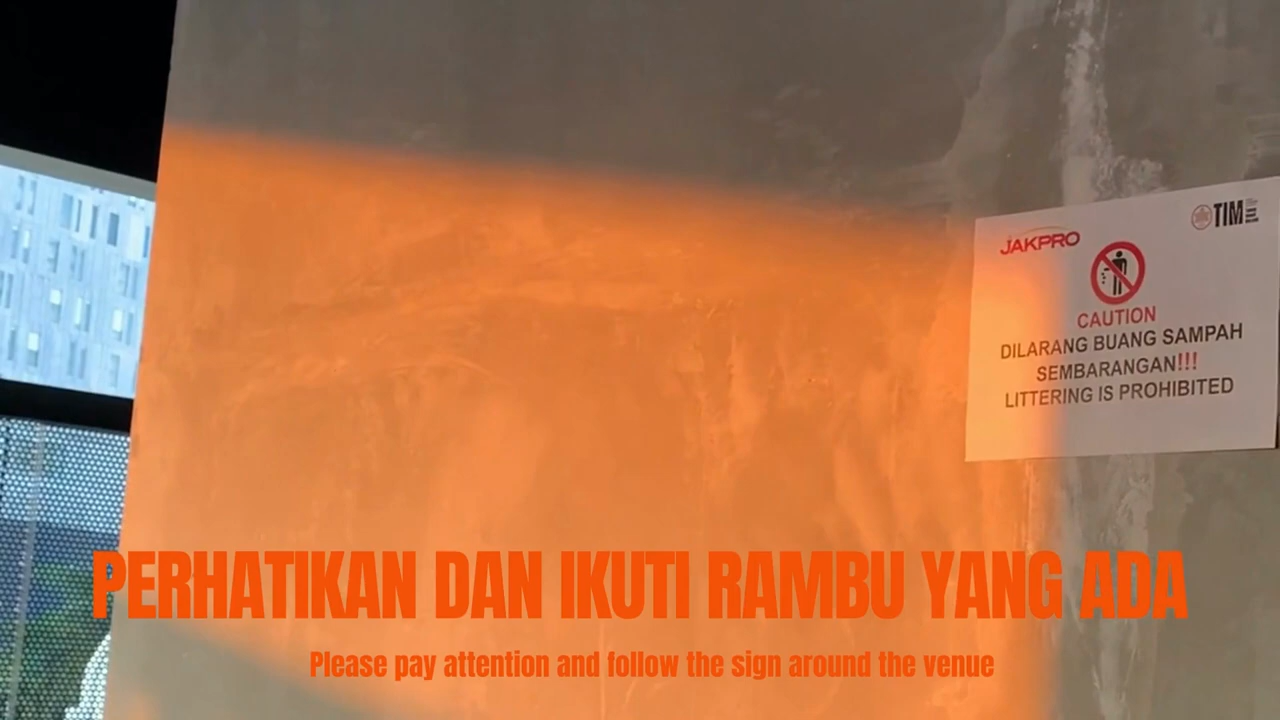 JAKPRO
TIM
CAUTION
DILARANG BUANG SAMPAH
SEMBARANGAN!!!
LITTERING IS PROHIBITED
PERHATIKAN DAN IKUTI RAMBU YANG ADA
Please pay attention and follow the sign around the venue